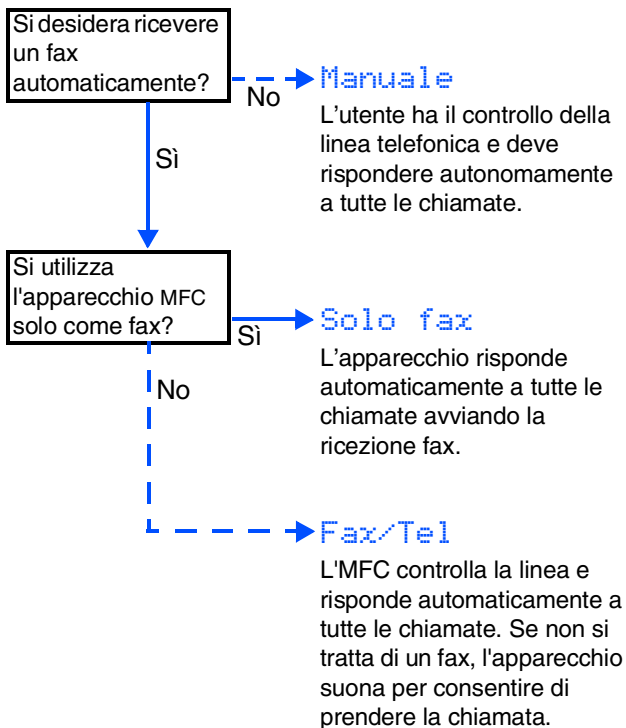 Si desidera ricevere
un fax
automaticamente?
No
Manuale
L'utente ha il controllo della
linea telefonica e deve
rispondere autonomamente
a tutte le chiamate.
Sì
Si utilizza
l'apparecchio MFC
solo come fax?
Sì
Solo fax
L'apparecchio risponde
automaticamente a tutte le
chiamate avviando la
ricezione fax.
No
Fax/Tel
L'MFC controlla la linea e
risponde automaticamente a
tutte le chiamate. Se non si
tratta di un fax, l'apparecchio
suona per consentire di
prendere la chiamata.